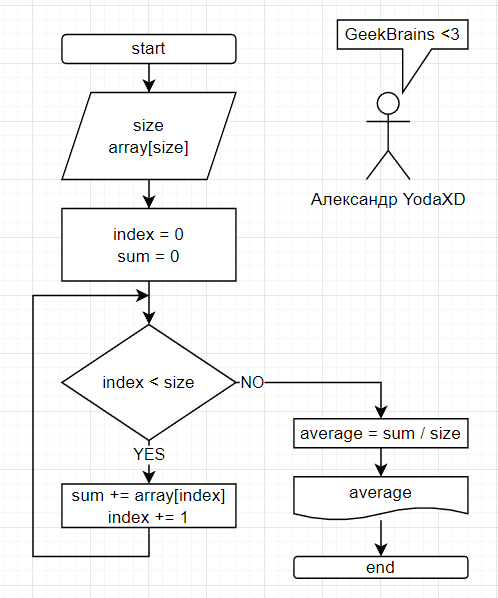 start
GeekBrains <3
Александр YodaXD
size
array[size]
index = 0
sum = 0
index < size
NO
YES
sum += array[index]
index += 1
average = sum / size
average
end